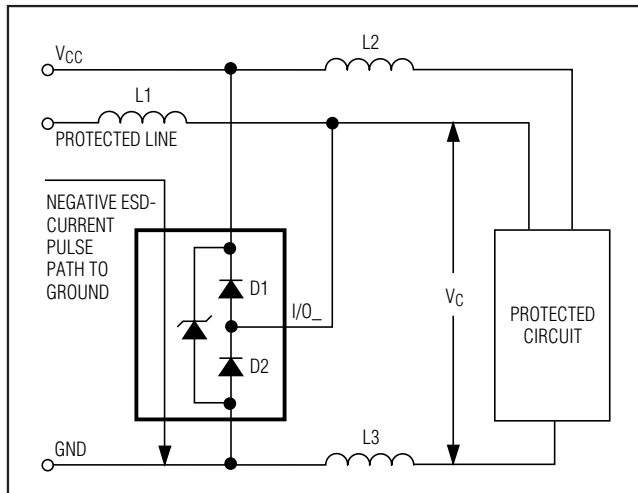 VCC
L2
L1
PROTECTED LINE
NEGATIVE ESD-
CURRENT
PULSE
PATH TO
GROUND
D1
I/O_
D2
VC
PROTECTED
CIRCUIT
GND
L3